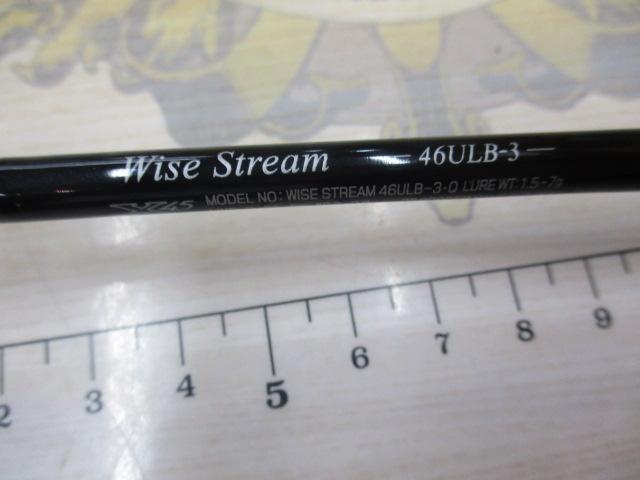 Wise Stream 46ULB-3
X45 MODEL NO: WISE STREAM 46ULB-3·Q LURE WT: 1.5-7g
2 3 4 5 6 7 8 9